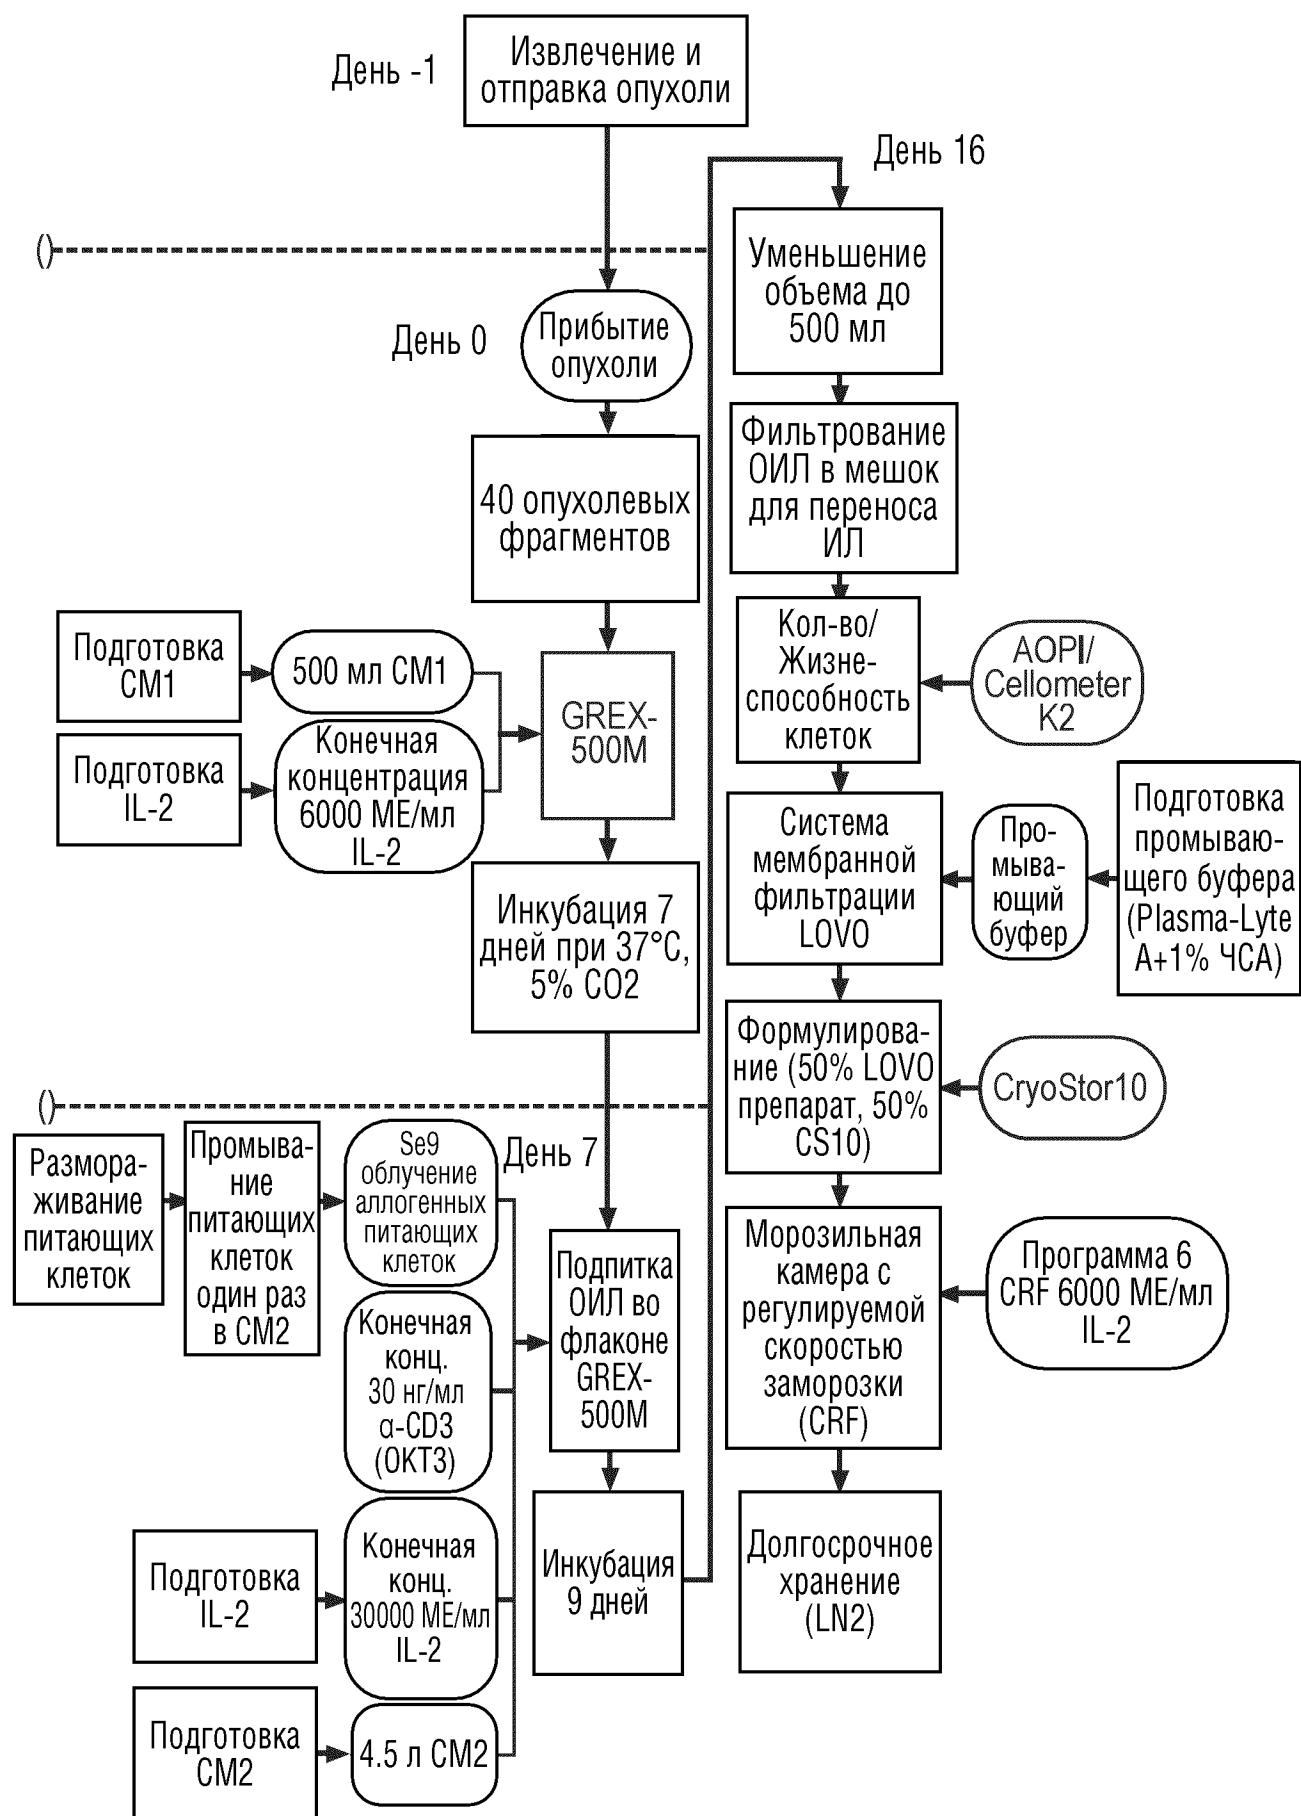 День -1
Извлечение и
отправка опухоли
()
День 0
Прибытие
опухоли
40 опухолевых
фрагментов
Подготовка
СМ1
500 мл СМ1
Подготовка
IL-2
Конечная
концентрация
6000 МЕ/мл
IL-2
GREX-
500M
Инкубация 7
дней при 37°С,
5% СО2
()
День 7
Размора-
живание
питающих
клеток
Промыва-
ние
питающих
клеток
один раз
в СМ2
Se9
облучение
аллогенных
питающих
клеток
Конечная
конц.
30 нг/мл
α-CD3
(OKT3)
Подготовка
IL-2
Конечная
конц.
30000 МЕ/мл
IL-2
Подготовка
СМ2
4.5 л СМ2
Подпитка
ОИЛ во
флаконе
GREX-
500M
Инкубация
9 дней
День 16
Уменьшение
объема до
500 мл
Фильтрование
ОИЛ в мешок
для переноса
ИЛ
Кол-во/
Жизне-
способность
клеток
AOPI/
Cellometer
K2
Система
мембранной
фильтрации
LOVO
Про-
мыва-
ющий
буфер
Подготовка
промываю-
щего буфера
(Plasma-Lyte
A+1% ЧСА)
Формулирова-
ние (50% LOVO
препарат, 50%
CS10)
CryoStor10
Морозильная
камера с
регулируемой
скоростью
заморозки
(CRF)
Программа 6
CRF 6000 МЕ/мл
IL-2
Долгосрочное
хранение
(LN2)